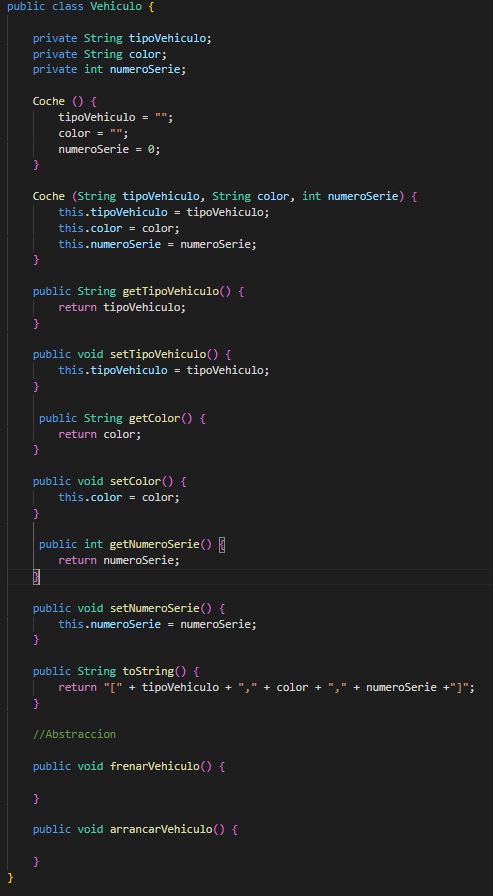 public class Vehiculo {
private String tipoVehiculo;
private String color;
private int numeroSerie;
Coche () {
tipoVehiculo = "";
color = "";
numeroSerie = 0;
}
Coche (String tipoVehiculo, String color, int numeroSerie) {
this.tipoVehiculo = tipoVehiculo;
this.color = color;
this.numeroSerie = numeroSerie;
}
public String getTipoVehiculo() {
return tipoVehiculo;
}
public void setTipoVehiculo() {
this.tipoVehiculo = tipoVehiculo;
}
public String getColor() {
return color;
}
public void setColor() {
this.color = color;
}
public int getNumeroSerie() {
return numeroSerie;
}
public void setNumeroSerie() {
this.numeroSerie = numeroSerie;
}
public String toString() {
return "[" + tipoVehiculo + "," + color + "," + numeroSerie +"]";
}
//Abstraccion
public void frenarVehiculo() {
}
public void arrancarVehiculo() {
}
}